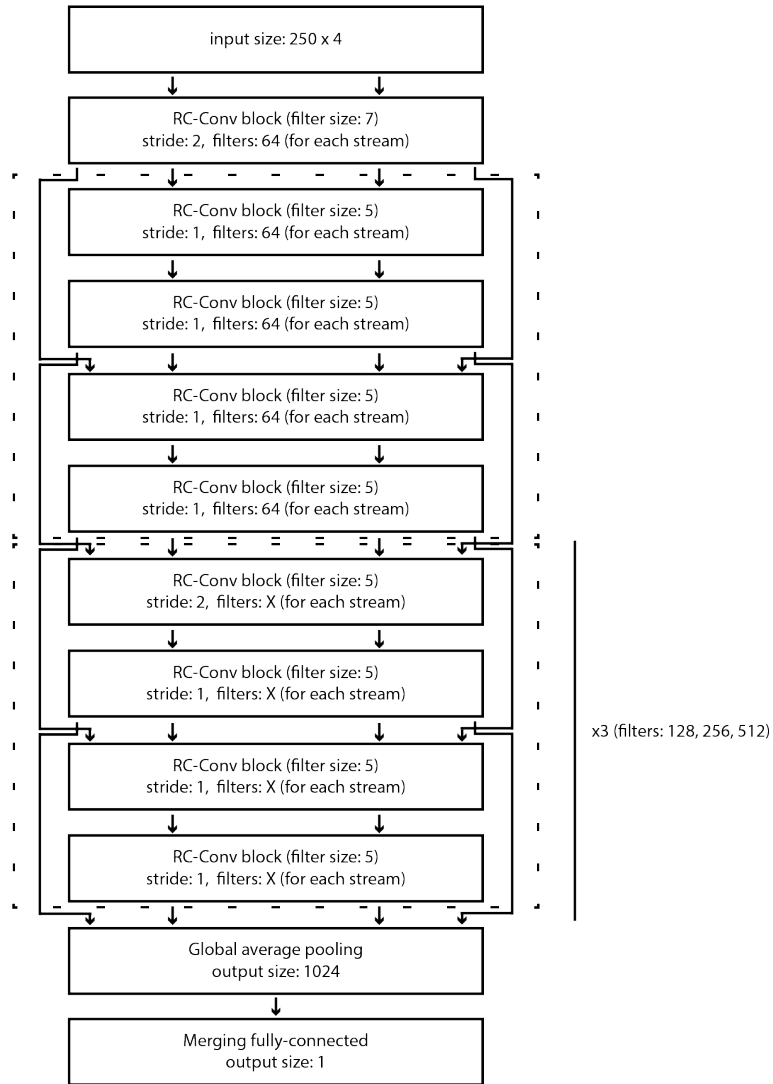 input size: 250 x 4
RC-Conv block (filter size: 7)
stride: 2, filters: 64 (for each stream)
RC-Conv block (filter size: 5)
stride: 1, filters: 64 (for each stream)
RC-Conv block (filter size: 5)
stride: 1, filters: 64 (for each stream)
RC-Conv block (filter size: 5)
stride: 1, filters: 64 (for each stream)
RC-Conv block (filter size: 5)
stride: 1, filters: 64 (for each stream)
RC-Conv block (filter size: 5)
stride: 2, filters: X (for each stream)
RC-Conv block (filter size: 5)
stride: 1, filters: X (for each stream)
x3 (filters: 128, 256, 512)
RC-Conv block (filter size: 5)
stride: 1, filters: X (for each stream)
RC-Conv block (filter size: 5)
stride: 1, filters: X (for each stream)
Global average pooling
output size: 1024
Merging fully-connected
output size: 1